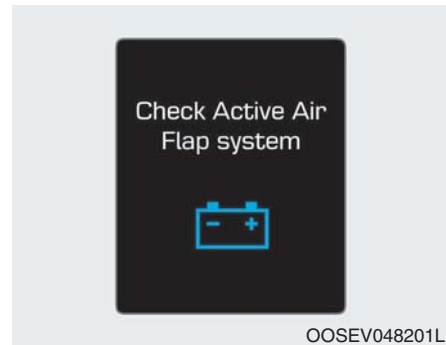 Check Active Air
Flap system
- +
OOSEV048201L